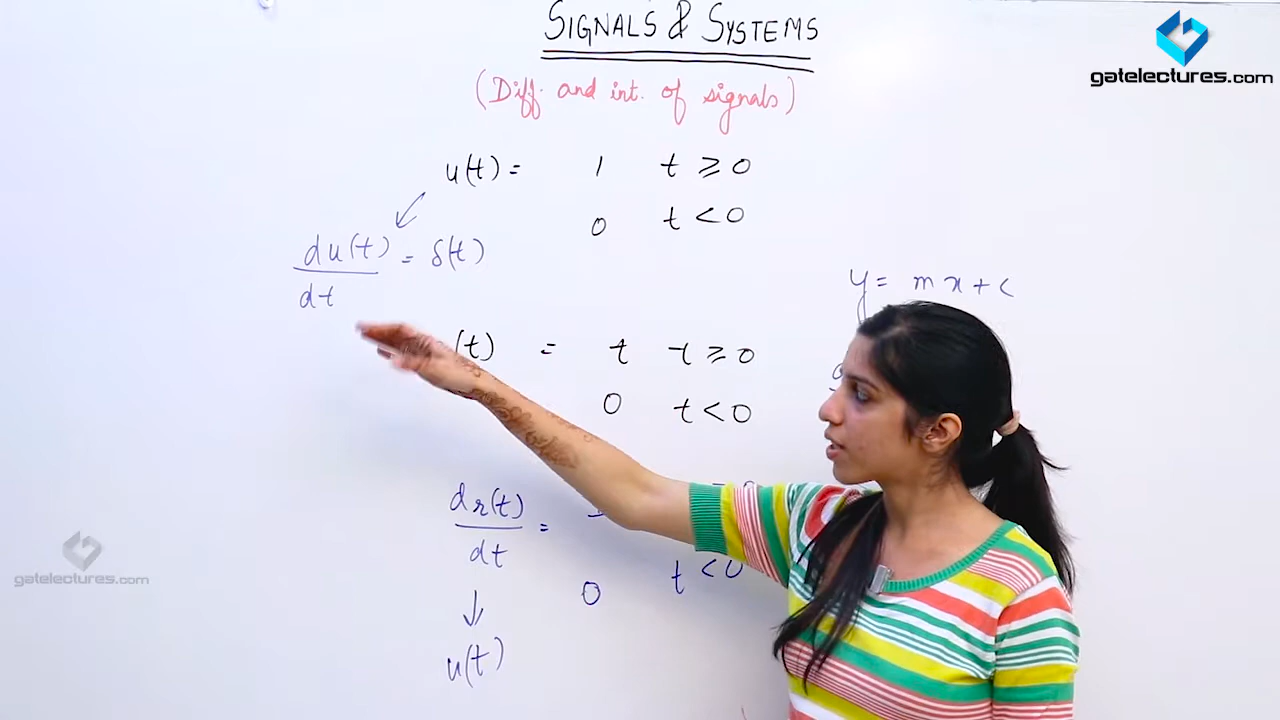 SIGNALS & SYSTEMS
gatelectures.com
(Diff. and int. of signals)
u(t) = 1 t ≥ 0
0 t < 0
du(t)/dt = δ(t)
y = mx + c
(t) = t t ≥ 0
0 t < 0
dr(t)/dt =
0 t < 0
u(t)
gatelectures.com